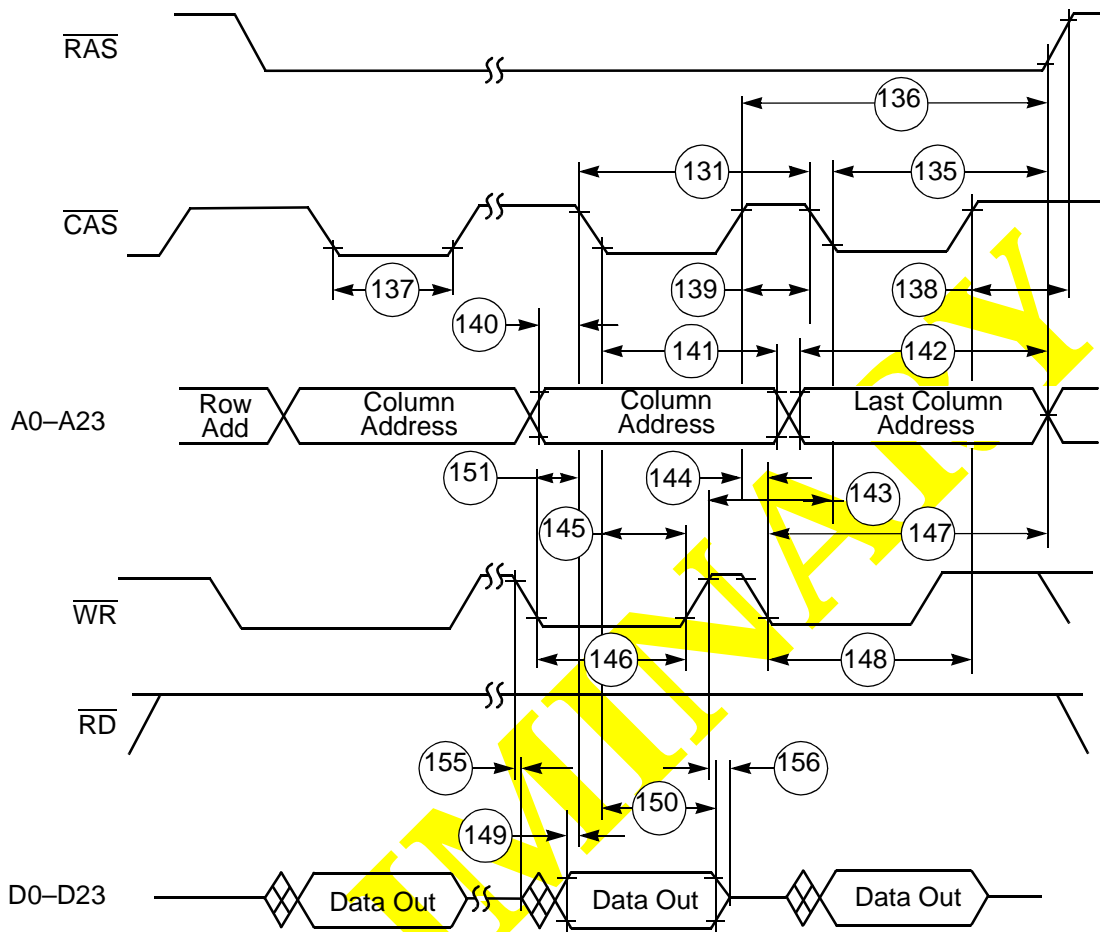 RAS
136
131
135
CAS
137
139
138
140
141
142
A0–A23
Row
Add
Column
Address
Column
Address
Last Column
Address
151
144
143
145
147
WR
146
148
RD
155
156
150
149
D0–D23
Data Out
Data Out
Data Out